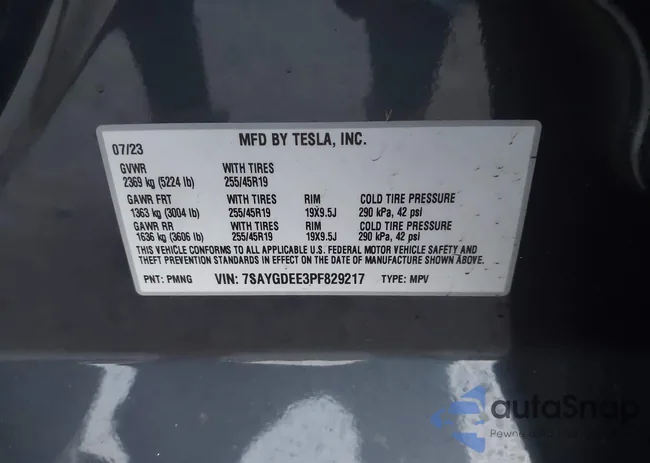 07/23 MFD BY TESLA, INC.
GVWR WITH TIRES
2369 kg (5224 lb) 255/45R19
GAWR FRT WITH TIRES RIM COLD TIRE PRESSURE
1363 kg (3004 lb) 255/45R19 19X9.5J 290 kPa, 42 psi
GAWR RR WITH TIRES RIM COLD TIRE PRESSURE
1636 kg (3606 lb) 255/45R19 19X9.5J 290 kPa, 42 psi
THIS VEHICLE CONFORMS TO ALL APPLICABLE U.S. FEDERAL MOTOR VEHICLE SAFETY AND
THEFT PREVENTION STANDARDS IN EFFECT ON THE DATE OF MANUFACTURE SHOWN ABOVE.
PNT: PMNG VIN: 7SAYGDEE3PF829217 TYPE: MPV
autaSnap